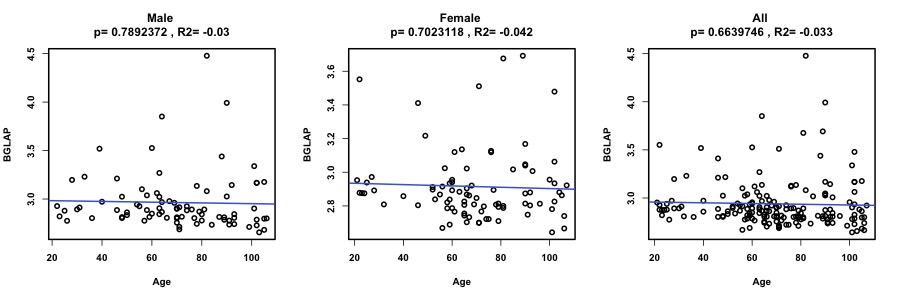 Male
p= 0.7892372 , R2= -0.03
BGLAP
4.5
4.0
3.5
3.0
20 40 60 80 100
Age
Female
p= 0.7023118 , R2= -0.042
BGLAP
3.6
3.4
3.2
3.0
2.8
20 40 60 80 100
Age
All
p= 0.6639746 , R2= -0.033
BGLAP
4.5
4.0
3.5
3.0
20 40 60 80 100
Age